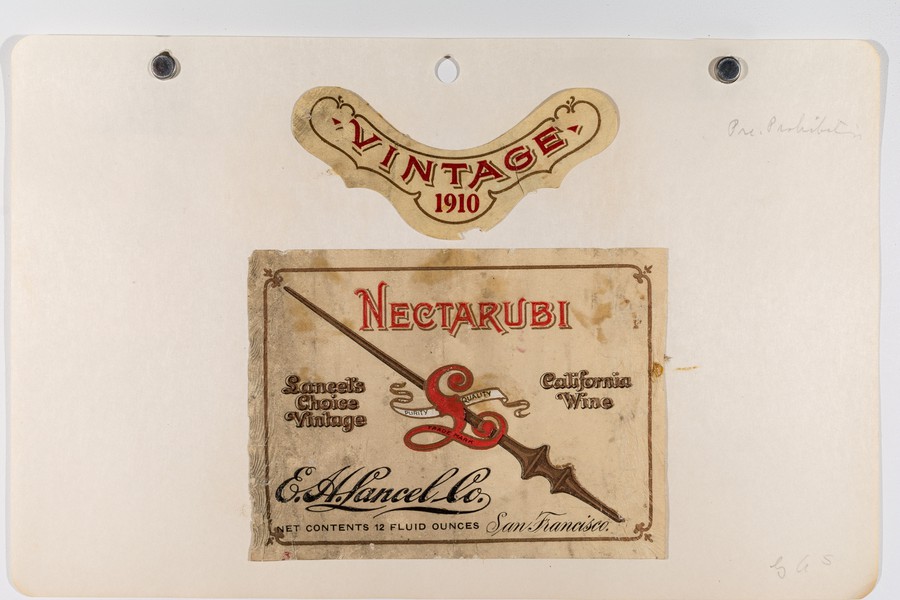 Pre. Prohibition
VINTAGE
1910
NECTARUBI
Lancel's
Choice
Vintage
California
Wine
PURITY
QUALITY
L
TRADE MARK
E. A. Lancel Co.
NET CONTENTS 12 FLUID OUNCES San Francisco.
3